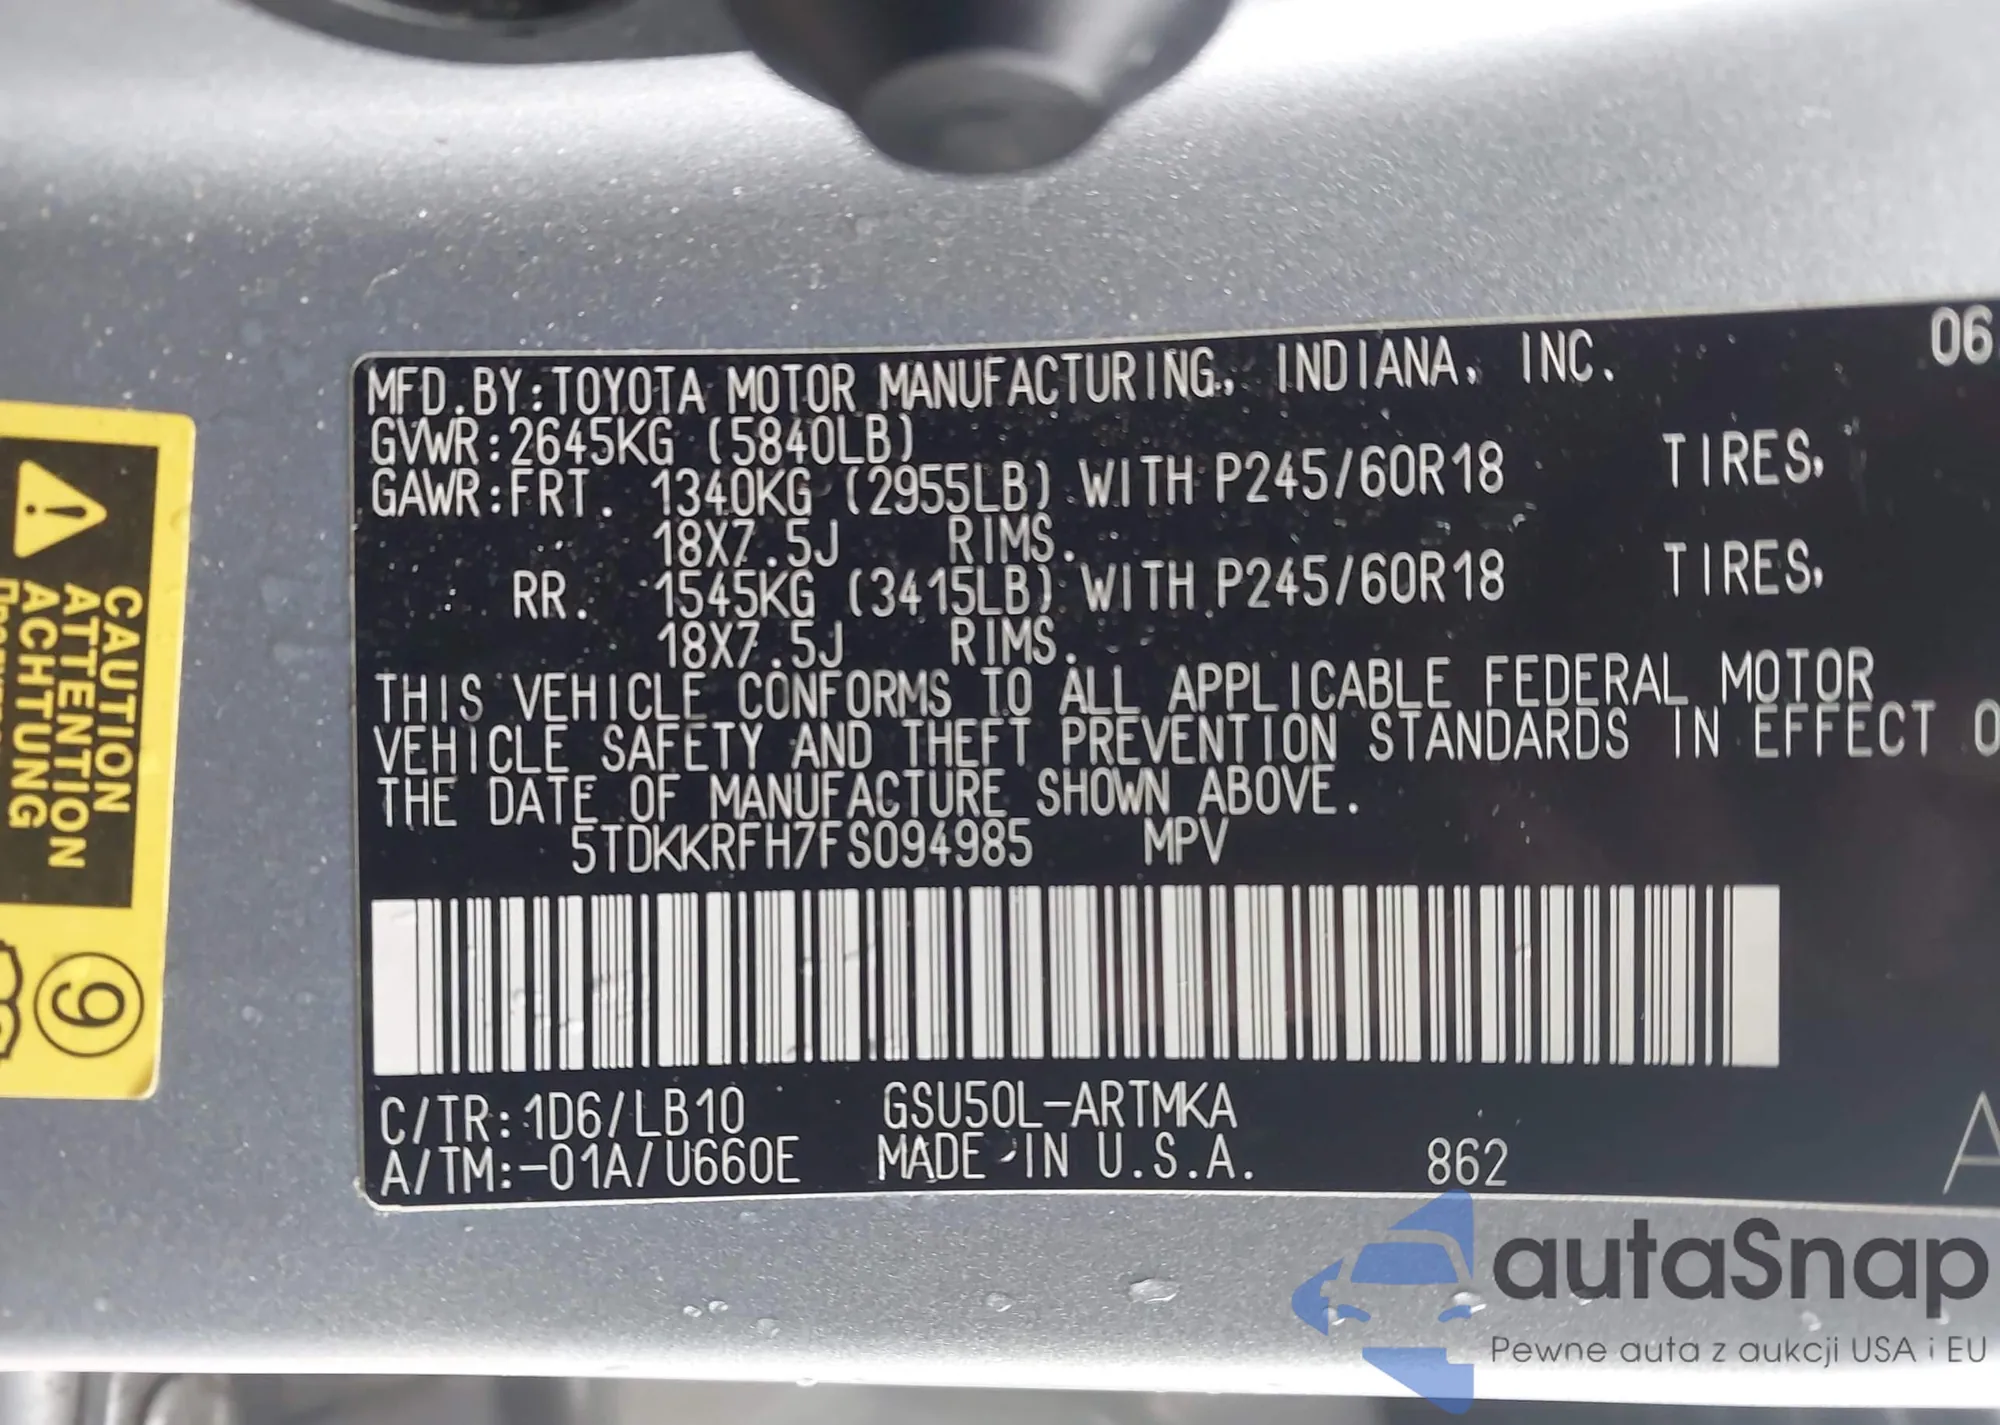 06
MFD.BY:TOYOTA MOTOR MANUFACTURING, INDIANA, INC.
GVWR:2645KG (5840LB)
GAWR:FRT. 1340KG (2955LB) WITH P245/60R18 TIRES,
18X7.5J RIMS.
RR. 1545KG (3415LB) WITH P245/60R18 TIRES,
18X7.5J RIMS.
THIS VEHICLE CONFORMS TO ALL APPLICABLE FEDERAL MOTOR
VEHICLE SAFETY AND THEFT PREVENTION STANDARDS IN EFFECT O
THE DATE OF MANUFACTURE SHOWN ABOVE.
5TDKKRFH7FS094985 MPV
C/TR:1D6/LB10 GSU50L-ARTMKA
A/TM:-01A/U660E MADE IN U.S.A. 862
A
CAUTION
ATTENTION
ACHTUNG
9
autaSnap
Pewne auta z aukcji USA i EU